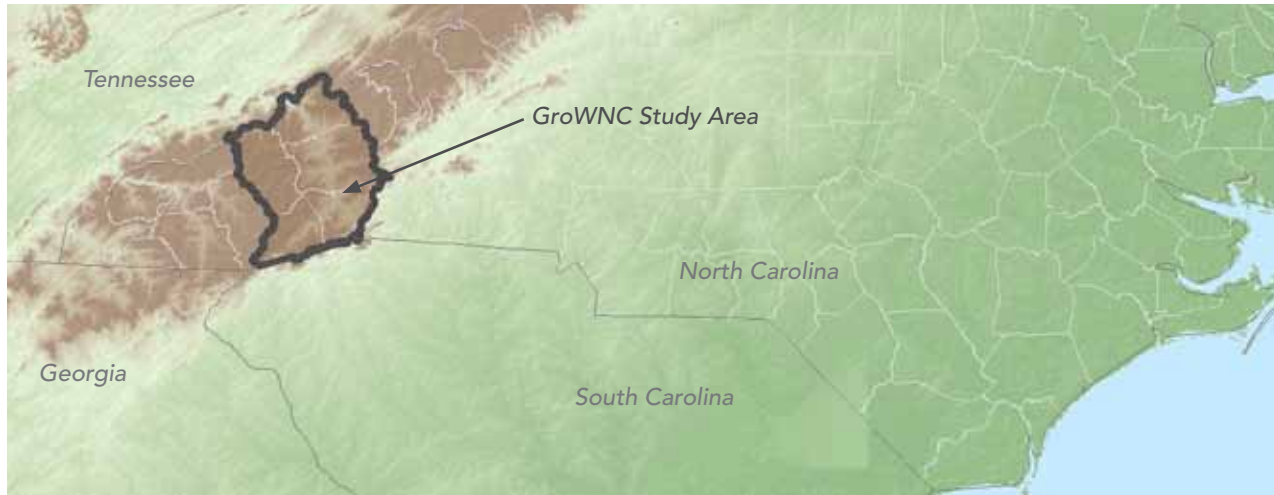 Tennessee
GroWNC Study Area
North Carolina
Georgia
South Carolina